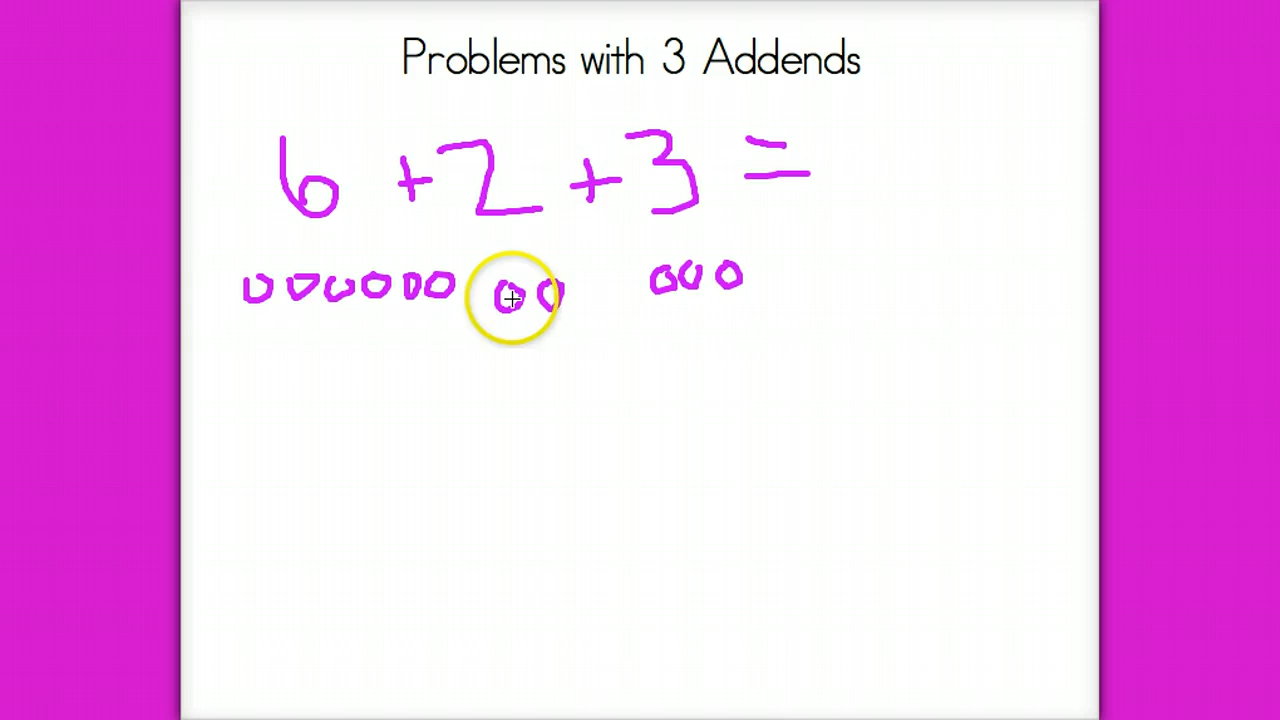 Problems with 3 Addends
6 + 2 + 3 =